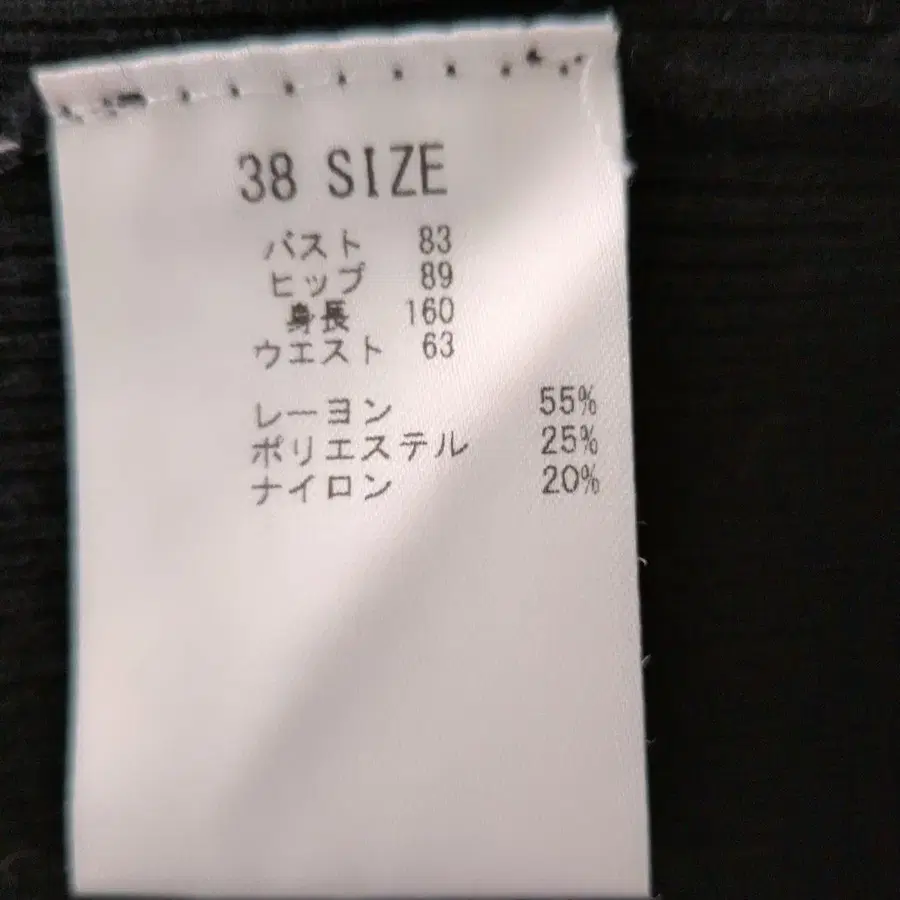 38 SIZE
バスト 83
ヒップ 89
身長 160
ウエスト 63
レーヨン 55%
ポリエステル 25%
ナイロン 20%